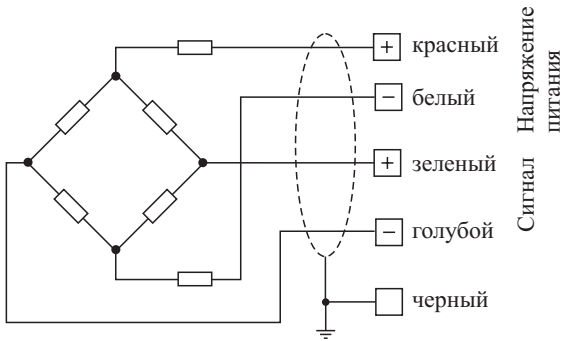 + красный
− белый
+ зеленый
− голубой
черный
Напряжение
питания
Сигнал